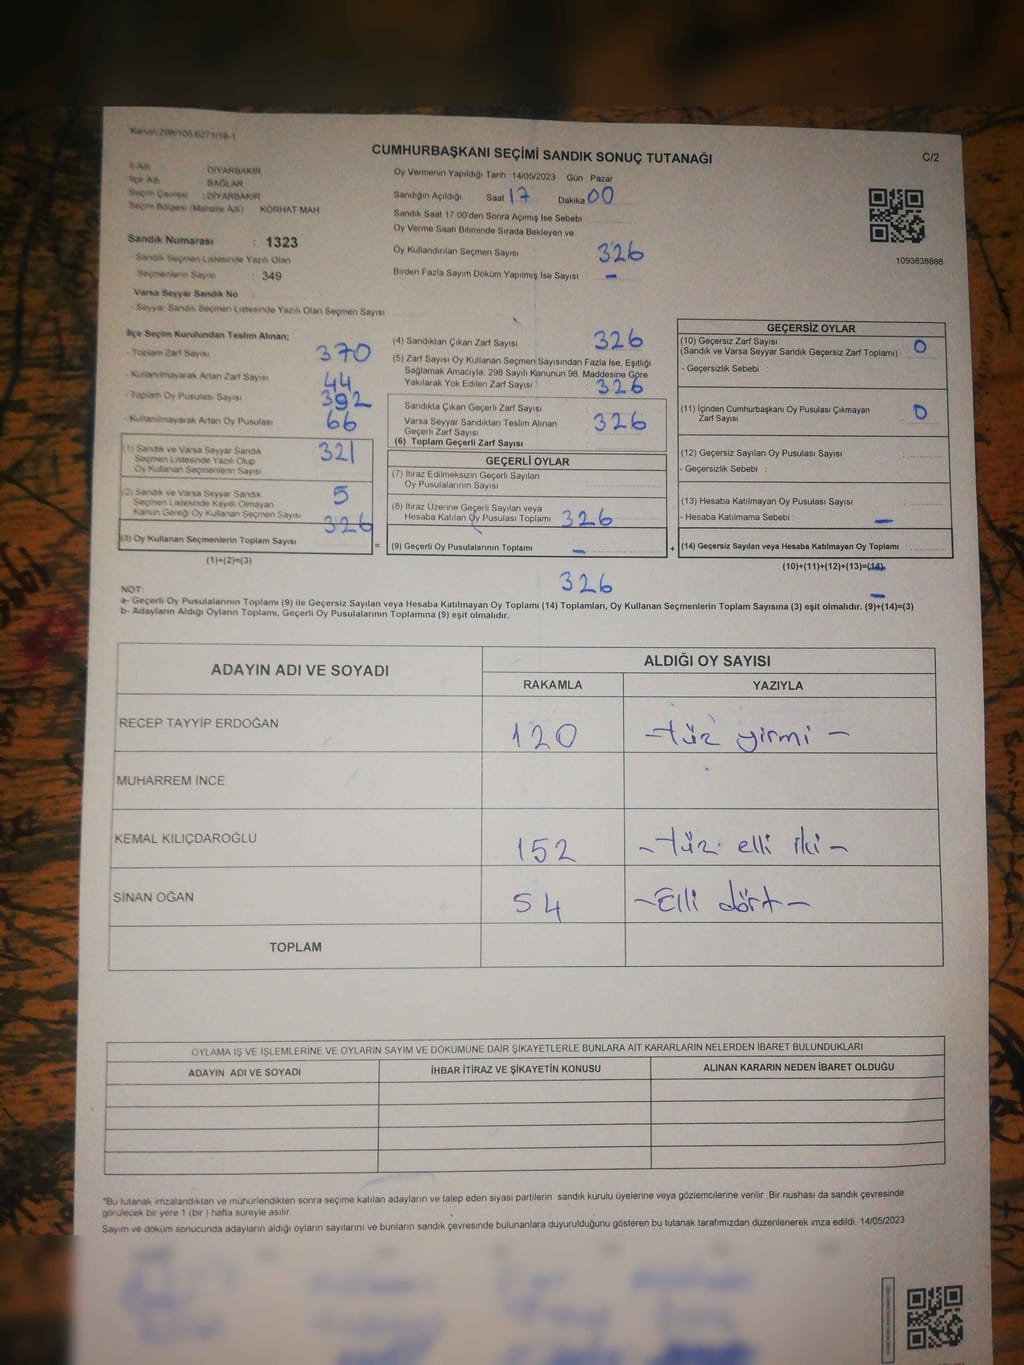 Kanun 298/105,6271/18-1
CUMHURBAŞKANI SEÇİMİ SANDIK SONUÇ TUTANAĞI
C/2
İl Adı : DİYARBAKIR
İlçe Adı : BAĞLAR
Seçim Çevresi : DİYARBAKIR
Seçim Bölgesi (Mahalle Adı) : KORHAT MAH
Sandık Numarası : 1323
- Sandık Seçmen Listesinde Yazılı Olan
Seçmenlerin Sayısı : 349
Varsa Seyyar Sandık No
- Seyyar Sandık Seçmen Listesinde Yazılı Olan Seçmen Sayısı
Oy Vermenin Yapıldığı Tarih :14/05/2023 Gün : Pazar
Sandığın Açıldığı Saat 17 Dakika 00
Sandık Saat 17:00'den Sonra Açılmış İse Sebebi :
Oy Verme Saati Bitiminde Sırada Bekleyen ve
Oy Kullandırılan Seçmen Sayısı 326
Birden Fazla Sayım Döküm Yapılmış İse Sayısı -
1093838888
İlçe Seçim Kurulundan Teslim Alınan;
- Toplam Zarf Sayısı 370
- Kullanılmayarak Artan Zarf Sayısı 44
- Toplam Oy Pusulası Sayısı 392
- Kullanılmayarak Artan Oy Pusulası 66
(1) Sandık ve Varsa Seyyar Sandık
Seçmen Listesinde Yazılı Olup
Oy Kullanan Seçmenlerin Sayısı 321
(2) Sandık ve Varsa Seyyar Sandık
Seçmen Listesinde Kayıtlı Olmayan
Kanun Gereği Oy Kullanan Seçmen Sayısı 5
326
(3) Oy Kullanan Seçmenlerin Toplam Sayısı
(1)+(2)=(3)
(4) Sandıktan Çıkan Zarf Sayısı 326
(5) Zarf Sayısı Oy Kullanan Seçmen Sayısından Fazla İse, Eşitliği
Sağlamak Amacıyla, 298 Sayılı Kanunun 98. Maddesine Göre
Yakılarak Yok Edilen Zarf Sayısı 326
Sandıkta Çıkan Geçerli Zarf Sayısı
Varsa Seyyar Sandıktan Teslim Alınan
Geçerli Zarf Sayısı 326
(6) Toplam Geçerli Zarf Sayısı
GEÇERLİ OYLAR
(7) İtiraz Edilmeksizin Geçerli Sayılan
Oy Pusulalarının Sayısı :
(8) İtiraz Üzerine Geçerli Sayılan veya
Hesaba Katılan Oy Pusulası Toplamı 326
= (9) Geçerli Oy Pusulalarının Toplamı -
+
326
GEÇERSİZ OYLAR
(10) Geçersiz Zarf Sayısı
(Sandık ve Varsa Seyyar Sandık Geçersiz Zarf Toplamı) 0
- Geçersizlik Sebebi :
(11) İçinden Cumhurbaşkanı Oy Pusulası Çıkmayan
Zarf Sayısı 0
(12) Geçersiz Sayılan Oy Pusulası Sayısı :
- Geçersizlik Sebebi :
(13) Hesaba Katılmayan Oy Pusulası Sayısı
- Hesaba Katılmama Sebebi : -
(14) Geçersiz Sayılan veya Hesaba Katılmayan Oy Toplamı :
(10)+(11)+(12)+(13)=(14)
-
NOT:
a- Geçerli Oy Pusulalarının Toplamı (9) ile Geçersiz Sayılan veya Hesaba Katılmayan Oy Toplamı (14) Toplamları, Oy Kullanan Seçmenlerin Toplam Sayısına (3) eşit olmalıdır. (9)+(14)=(3)
b- Adayların Aldığı Oyların Toplamı, Geçerli Oy Pusulalarının Toplamına (9) eşit olmalıdır.
ADAYIN ADI VE SOYADI
ALDIĞI OY SAYISI
RAKAMLA YAZIYLA
RECEP TAYYİP ERDOĞAN 120 -yüz yirmi-
MUHARREM İNCE
KEMAL KILIÇDAROĞLU 152 -yüz elli iki-
SİNAN OĞAN 54 -Elli dört-
TOPLAM
OYLAMA İŞ VE İŞLEMLERİNE VE OYLARIN SAYIM VE DÖKÜMÜNE DAİR ŞİKAYETLERLE BUNLARA AİT KARARLARIN NELERDEN İBARET BULUNDUKLARI
ADAYIN ADI VE SOYADI İHBAR İTİRAZ VE ŞİKAYETİN KONUSU ALINAN KARARIN NEDEN İBARET OLDUĞU
*Bu tutanak imzalandıktan ve mühürlendikten sonra seçime katılan adayların ve talep eden siyasi partilerin sandık kurulu üyelerine veya gözlemcilerine verilir .Bir nushası da sandık çevresinde
görülecek bir yere 1 (bir ) hafta süreyle asılır.
Sayım ve döküm sonucunda adayların aldığı oyların sayılarını ve bunların sandık çevresinde bulunanlara duyurulduğunu gösteren bu tutanak tarafımızdan düzenlenerek imza edildi. 14/05/2023